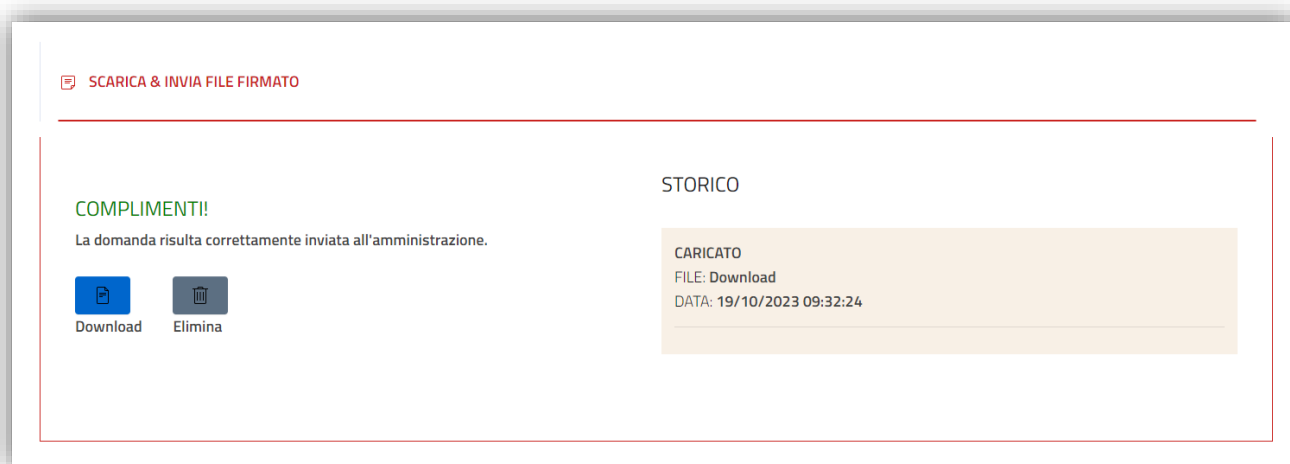 SCARICA & INVIA FILE FIRMATO
COMPLIMENTI!
La domanda risulta correttamente inviata all'amministrazione.
Download
Elimina
STORICO
CARICATO
FILE: Download
DATA: 19/10/2023 09:32:24